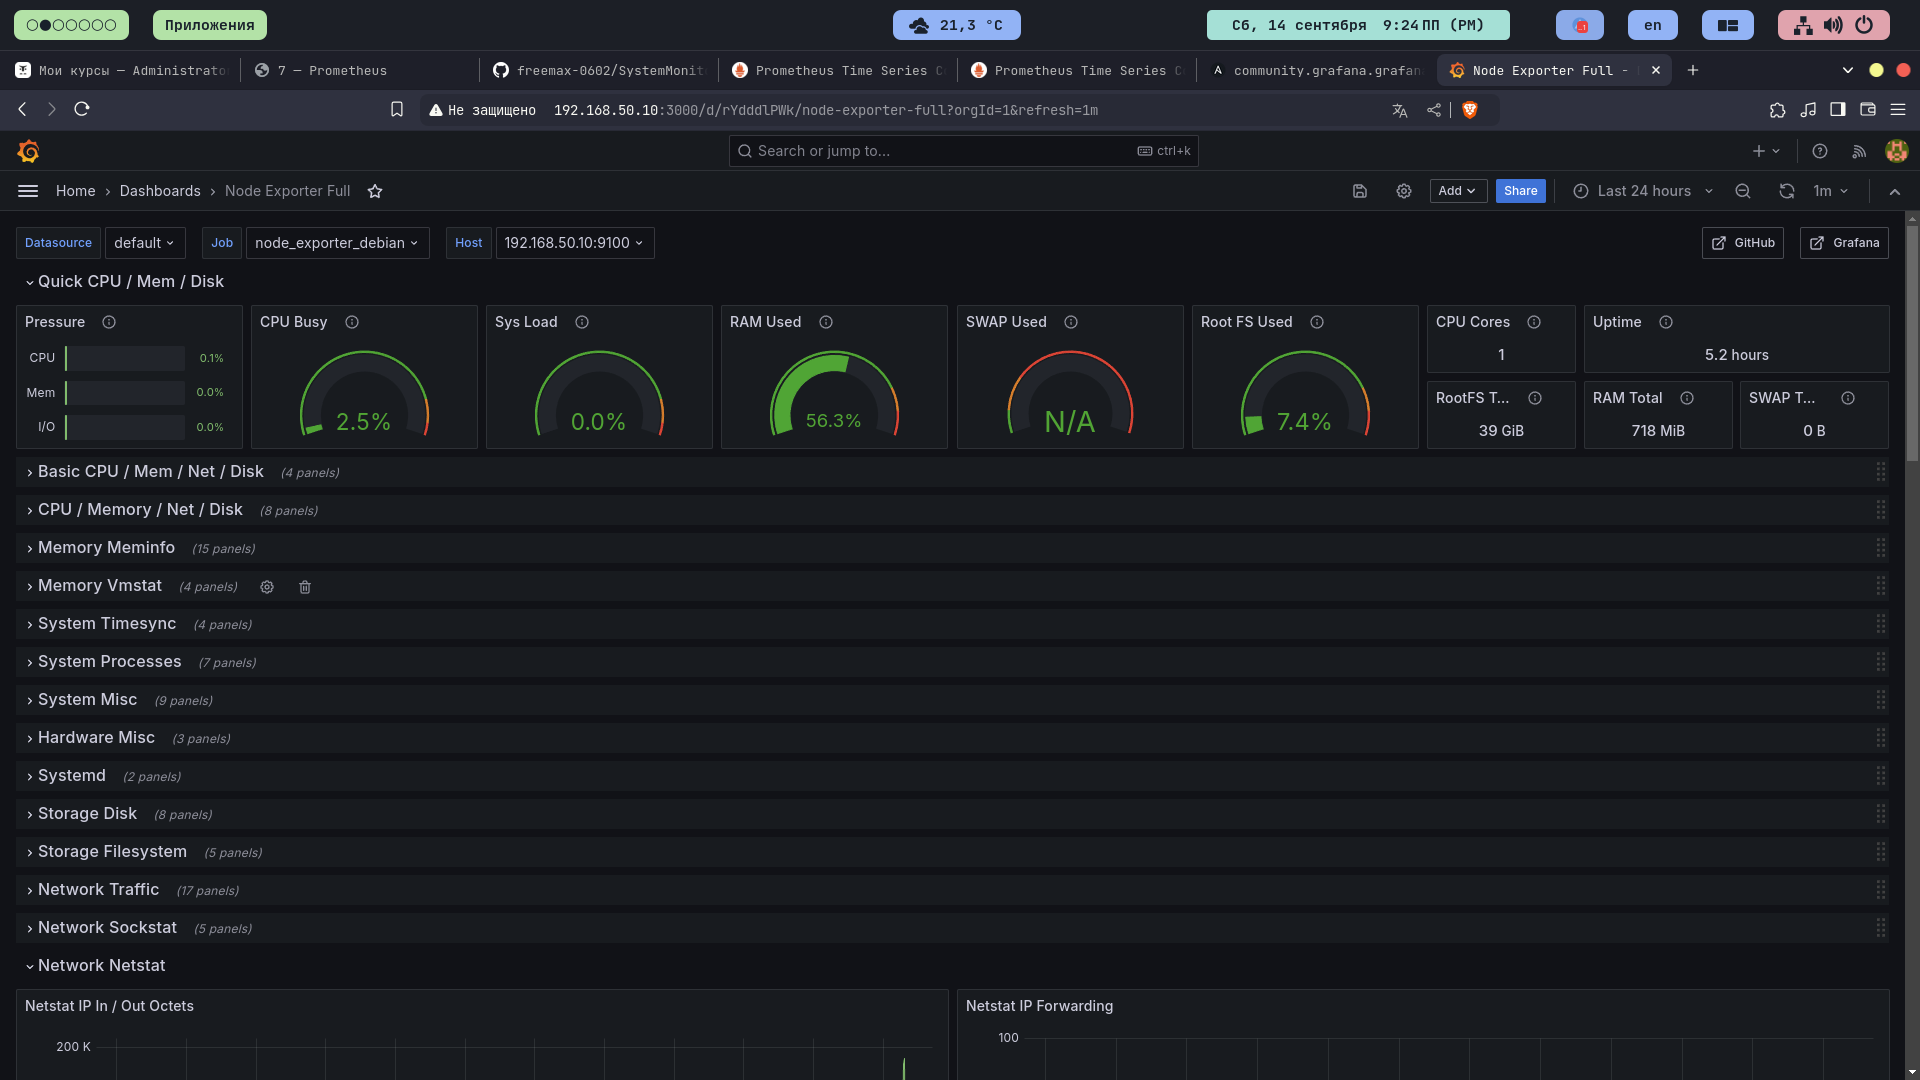 Приложения
21,3 °C
Сб, 14 сентября 9:24 ПП (PM)
en
Мои курсы — Administrato
7 — Prometheus
freemax-0602/SystemMonit
Prometheus Time Series C
Prometheus Time Series C
community.grafana.grafan
Node Exporter Full -
Не защищено 192.168.50.10:3000/d/rYdddlPWk/node-exporter-full?orgId=1&refresh=1m
Search or jump to...
ctrl+k
Home › Dashboards › Node Exporter Full
Add
Share
Last 24 hours
1m
Datasource default
Job node_exporter_debian
Host 192.168.50.10:9100
GitHub
Grafana
Quick CPU / Mem / Disk
Pressure
CPU 0.1%
Mem 0.0%
I/O 0.0%
CPU Busy
2.5%
Sys Load
0.0%
RAM Used
56.3%
SWAP Used
N/A
Root FS Used
7.4%
CPU Cores
1
Uptime
5.2 hours
RootFS T...
39 GiB
RAM Total
718 MiB
SWAP T...
0 B
Basic CPU / Mem / Net / Disk (4 panels)
CPU / Memory / Net / Disk (8 panels)
Memory Meminfo (15 panels)
Memory Vmstat (4 panels)
System Timesync (4 panels)
System Processes (7 panels)
System Misc (9 panels)
Hardware Misc (3 panels)
Systemd (2 panels)
Storage Disk (8 panels)
Storage Filesystem (5 panels)
Network Traffic (17 panels)
Network Sockstat (5 panels)
Network Netstat
Netstat IP In / Out Octets
200 K
Netstat IP Forwarding
100